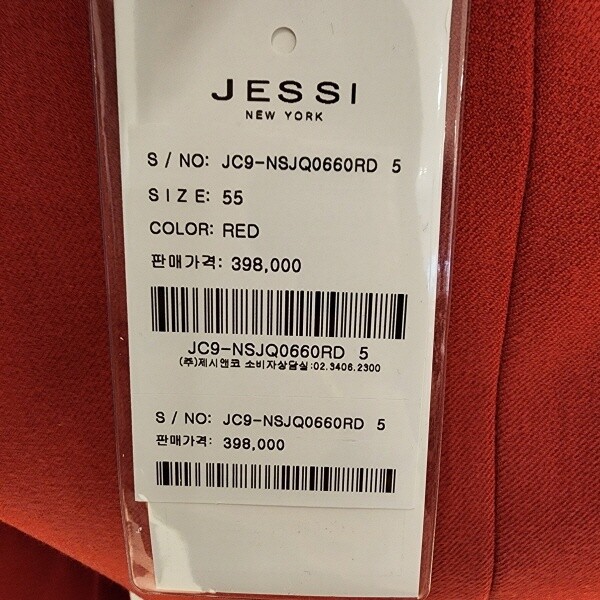 JESSI
NEW YORK
S / NO: JC9-NSJQ0660RD 5
SIZE: 55
COLOR: RED
판매가격: 398,000
JC9-NSJQ0660RD 5
(주)제시앤코 소비자상담실:02.3406.2300
S / NO: JC9-NSJQ0660RD 5
판매가격: 398,000